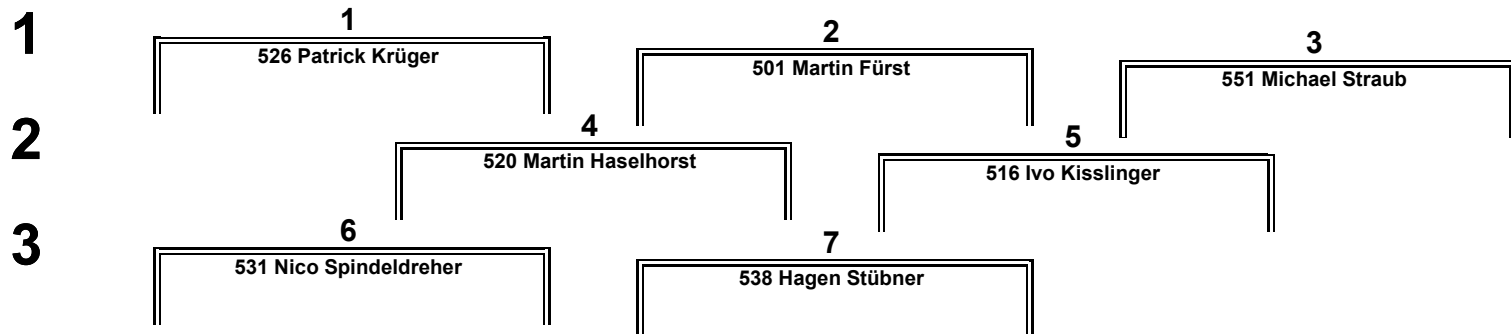 1
1
526 Patrick Krüger
2
501 Martin Fürst
3
551 Michael Straub
2
4
520 Martin Haselhorst
5
516 Ivo Kisslinger
3
6
531 Nico Spindeldreher
7
538 Hagen Stübner